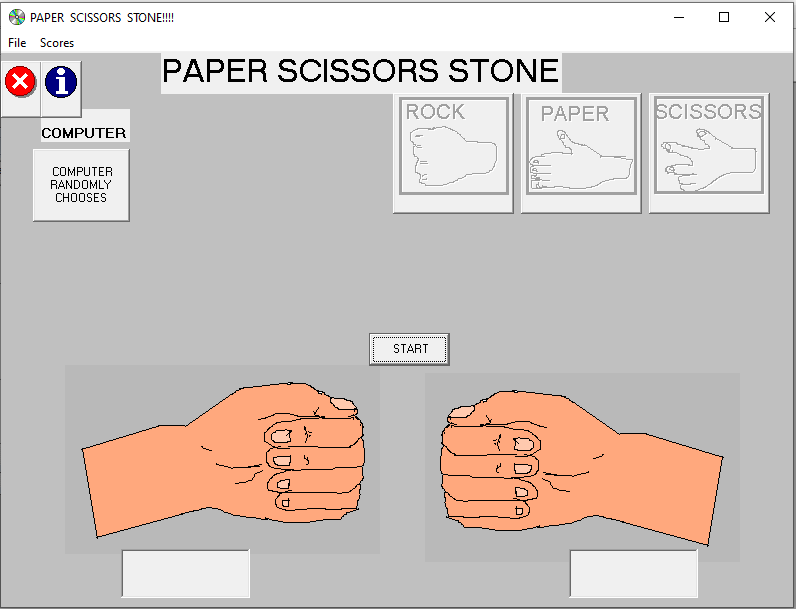 PAPER SCISSORS STONE!!!!
File Scores
PAPER SCISSORS STONE
i
COMPUTER
ROCK PAPER SCISSORS
COMPUTER
RANDOMLY
CHOOSES
START